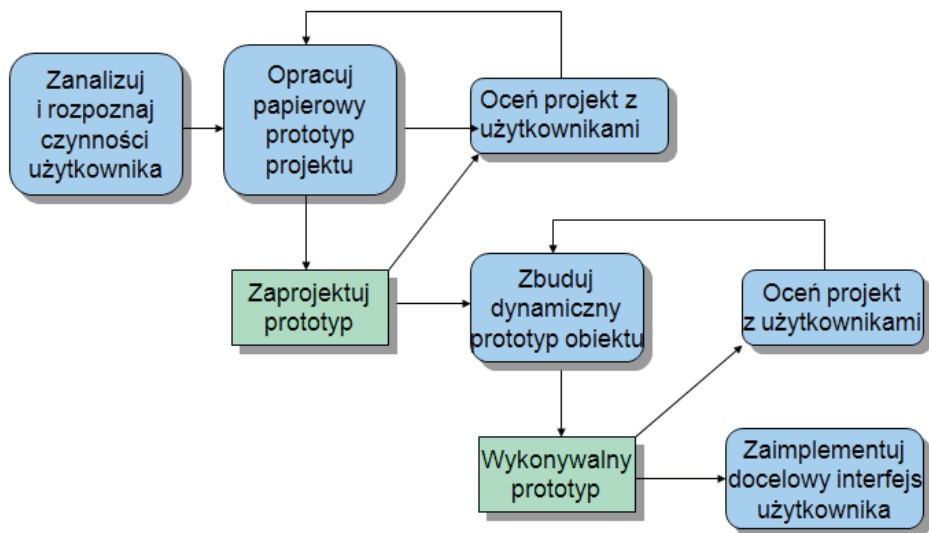 Zanalizuj
i rozpoznaj
czynności
użytkownika
Opracuj
papierowy
prototyp
projektu
Oceń projekt z
użytkownikami
Zaprojektuj
prototyp
Zbuduj
dynamiczny
prototyp obiektu
Oceń projekt
z użytkownikami
Wykonywalny
prototyp
Zaimplementuj
docelowy interfejs
użytkownika